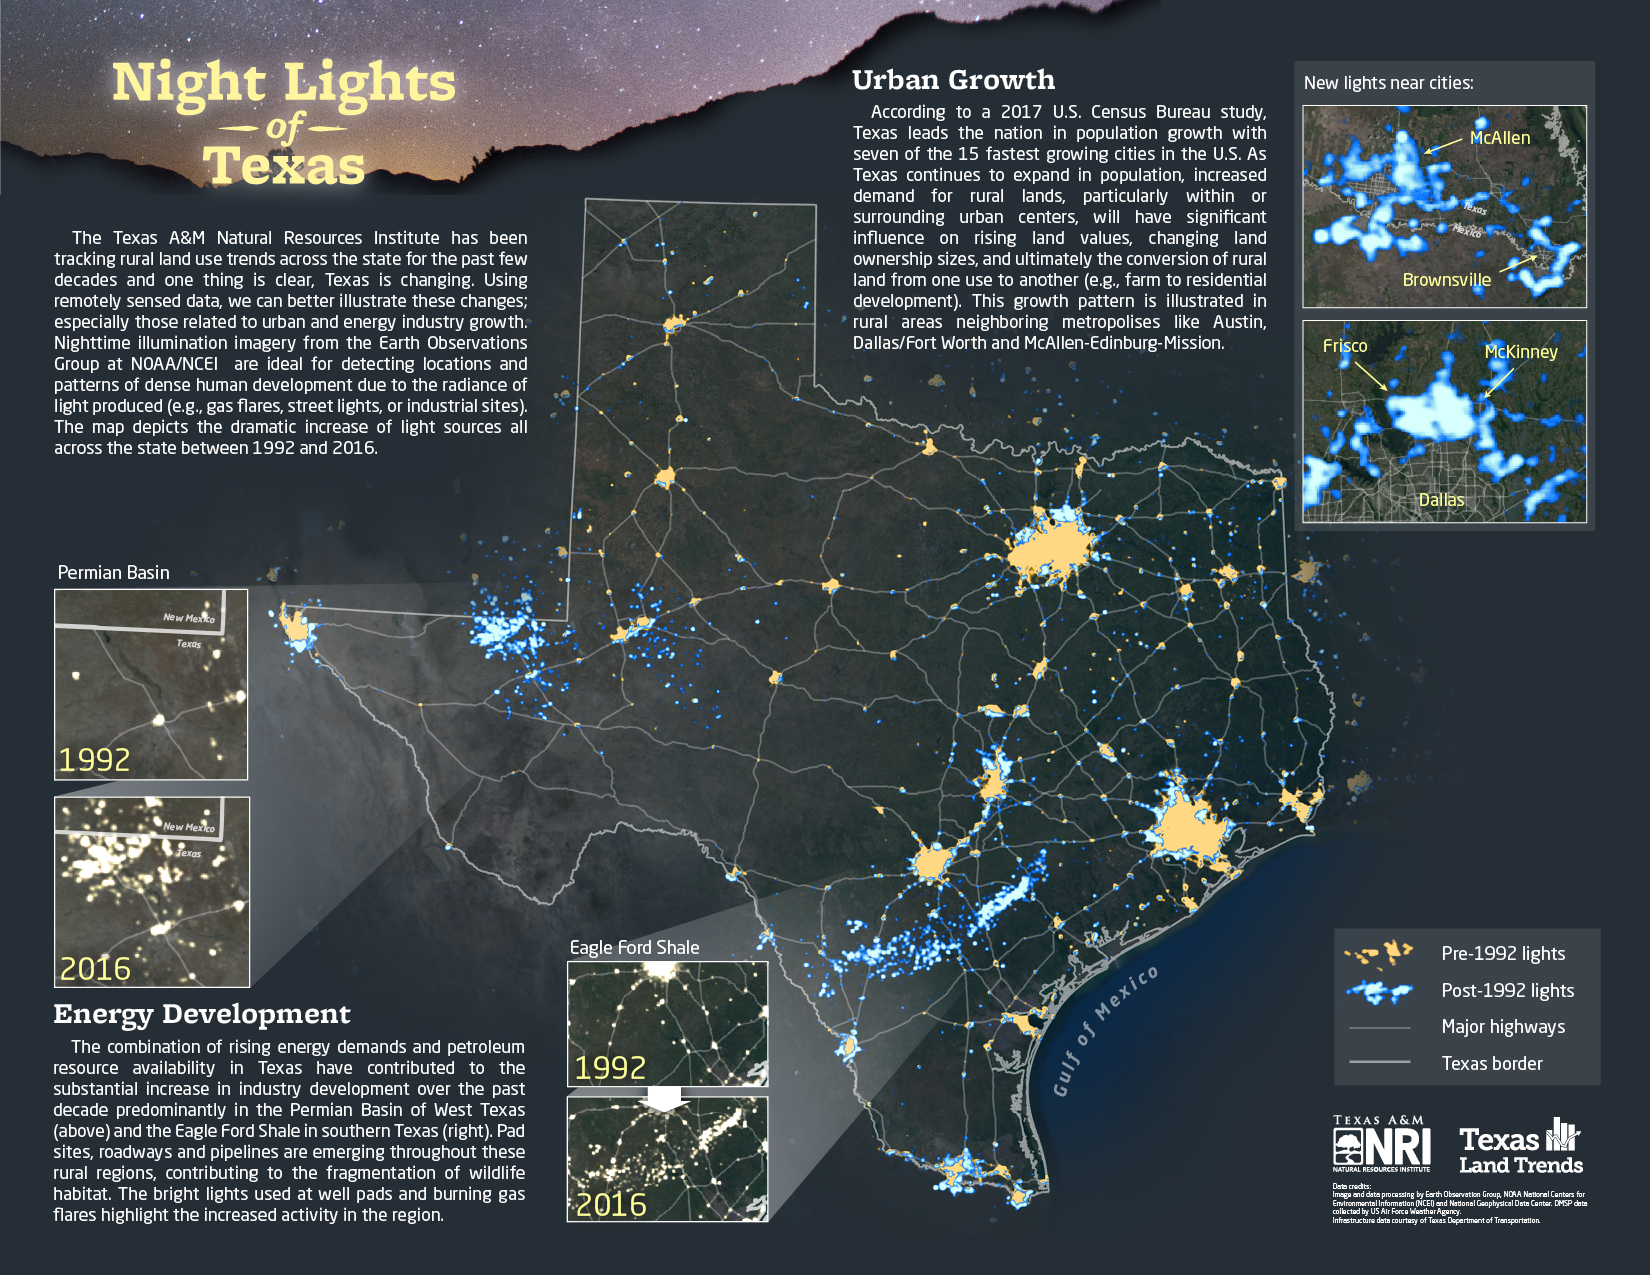 Night Lights
of
Texas
The Texas A&M Natural Resources Institute has been
tracking rural land use trends across the state for the past few
decades and one thing is clear, Texas is changing. Using
remotely sensed data, we can better illustrate these changes;
especially those related to urban and energy industry growth.
Nighttime illumination imagery from the Earth Observations
Group at NOAA/NCEI are ideal for detecting locations and
patterns of dense human development due to the radiance of
light produced (e.g., gas flares, street lights, or industrial sites).
The map depicts the dramatic increase of light sources all
across the state between 1992 and 2016.
Urban Growth
According to a 2017 U.S. Census Bureau study,
Texas leads the nation in population growth with
seven of the 15 fastest growing cities in the U.S. As
Texas continues to expand in population, increased
demand for rural lands, particularly within or
surrounding urban centers, will have significant
influence on rising land values, changing land
ownership sizes, and ultimately the conversion of rural
land from one use to another (e.g., farm to residential
development). This growth pattern is illustrated in
rural areas neighboring metropolises like Austin,
Dallas/Fort Worth and McAllen-Edinburg-Mission.
New lights near cities:
McAllen
Texas
Mexico
Brownsville
Frisco
McKinney
Dallas
Permian Basin
New Mexico
Texas
1992
New Mexico
Texas
2016
Energy Development
The combination of rising energy demands and petroleum
resource availability in Texas have contributed to the
substantial increase in industry development over the past
decade predominantly in the Permian Basin of West Texas
(above) and the Eagle Ford Shale in southern Texas (right). Pad
sites, roadways and pipelines are emerging throughout these
rural regions, contributing to the fragmentation of wildlife
habitat. The bright lights used at well pads and burning gas
flares highlight the increased activity in the region.
Eagle Ford Shale
1992
2016
Gulf of Mexico
Pre-1992 lights
Post-1992 lights
Major highways
Texas border
TEXAS A&M
NRI
NATURAL RESOURCES INSTITUTE
Texas
Land Trends
Data credits:
Image and data processing by Earth Observation Group, NOAA National Centers for
Environmental Information (NCEI) and National Geophysical Data Center. DMSP data
collected by US Air Force Weather Agency.
Infrastructure data courtesy of Texas Department of Transportation.